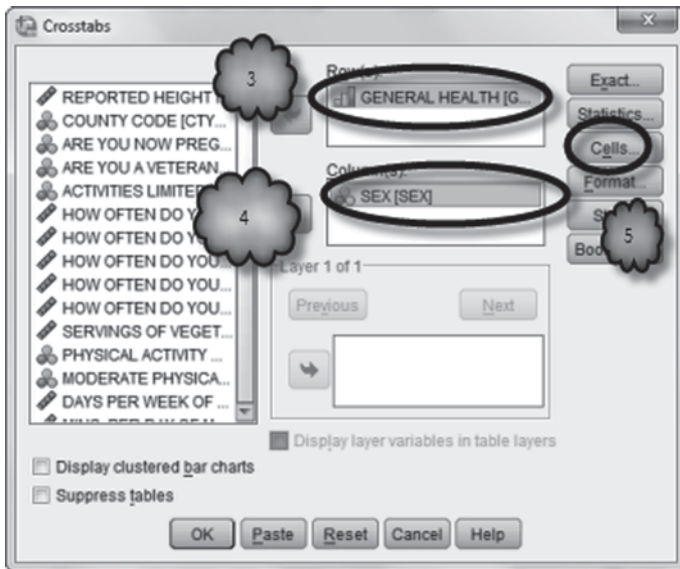 Crosstabs
REPORTED HEIGHT
COUNTY CODE [CTY...
ARE YOU NOW PREG...
ARE YOU A VETERAN
ACTIVITIES LIMITE
HOW OFTEN DO Y
HOW OFTEN DO Y
HOW OFTEN DO YOU...
HOW OFTEN DO YOU...
HOW OFTEN DO YOU...
SERVINGS OF VEGET...
PHYSICAL ACTIVITY ...
MODERATE PHYSICA...
DAYS PER WEEK OF ...
3
Row(s):
GENERAL HEALTH [G...
4
Column(s):
SEX [SEX]
Layer 1 of 1
Previous
Next
Display layer variables in table layers
Exact...
Statistics...
Cells...
Format...
5
Display clustered bar charts
Suppress tables
OK
Paste
Reset
Cancel
Help